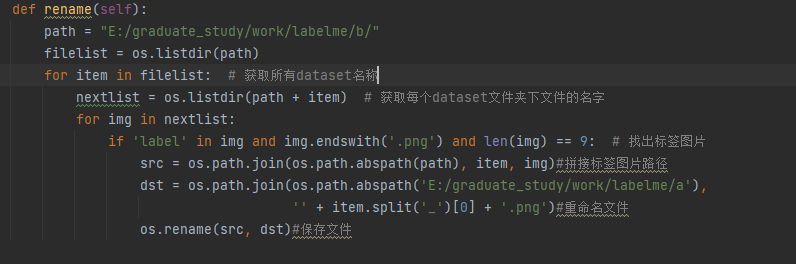 def rename(self):
path = "E:/graduate_study/work/labelme/b/"
filelist = os.listdir(path)
for item in filelist:  # 获取所有dataset名称
nextlist = os.listdir(path + item)  # 获取每个dataset文件夹下文件的名字
for img in nextlist:
if 'label' in img and img.endswith('.png') and len(img) == 9:  # 找出标签图片
src = os.path.join(os.path.abspath(path), item, img)#拼接标签图片路径
dst = os.path.join(os.path.abspath('E:/graduate_study/work/labelme/a'),
'' + item.split('_')[0] + '.png')#重命名文件
os.rename(src, dst)#保存文件